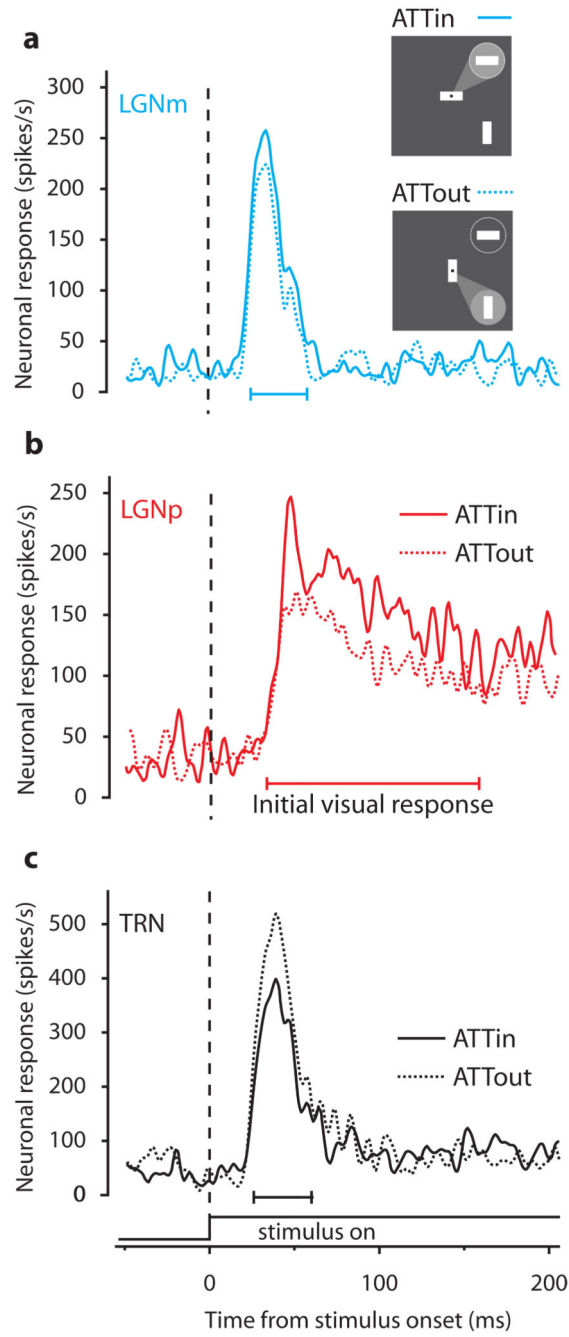 a
ATTin
LGNm
300
250
200
150
100
50
0
Neuronal response (spikes/s)
ATTout
b
LGNp
250
200
150
100
50
0
Neuronal response (spikes/s)
ATTin
ATTout
Initial visual response
c
TRN
500
400
300
200
100
0
Neuronal response (spikes/s)
ATTin
ATTout
stimulus on
0 100 200
Time from stimulus onset (ms)